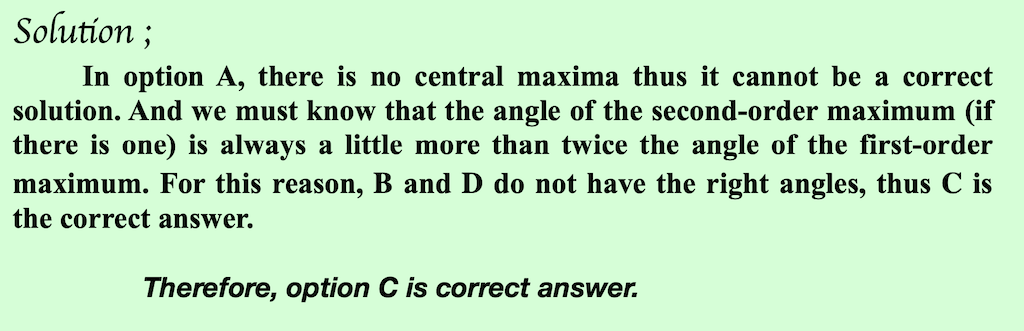 Solution ;
In option A, there is no central maxima thus it cannot be a correct
solution. And we must know that the angle of the second-order maximum (if
there is one) is always a little more than twice the angle of the first-order
maximum. For this reason, B and D do not have the right angles, thus C is
the correct answer.
Therefore, option C is correct answer.